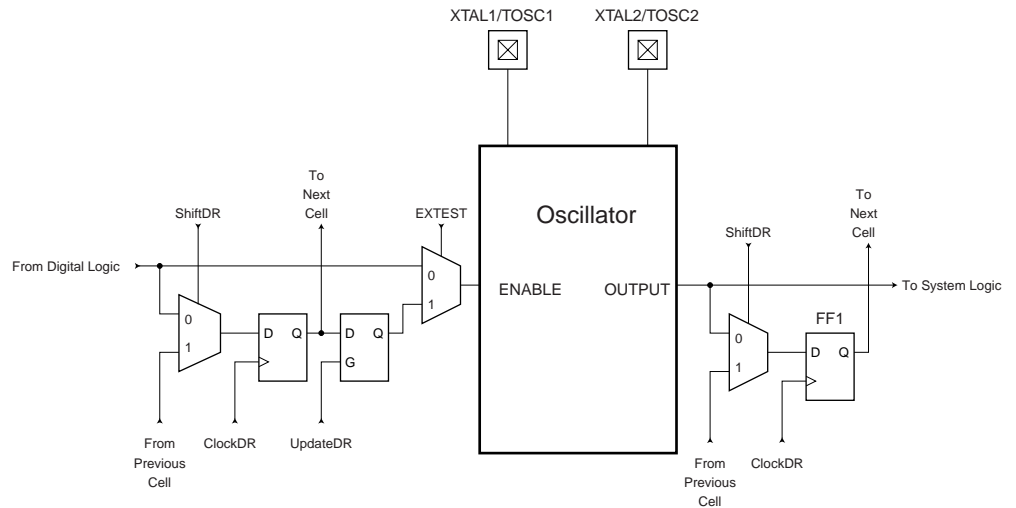 XTAL1/TOSC1
XTAL2/TOSC2
To
Next
Cell
ShiftDR
EXTEST
From Digital Logic
0
1
0
1
D Q
D Q
G
From
Previous
Cell
ClockDR
UpdateDR
Oscillator
ENABLE
OUTPUT
To
Next
Cell
ShiftDR
To System Logic
FF1
0
1
D Q
From
Previous
Cell
ClockDR